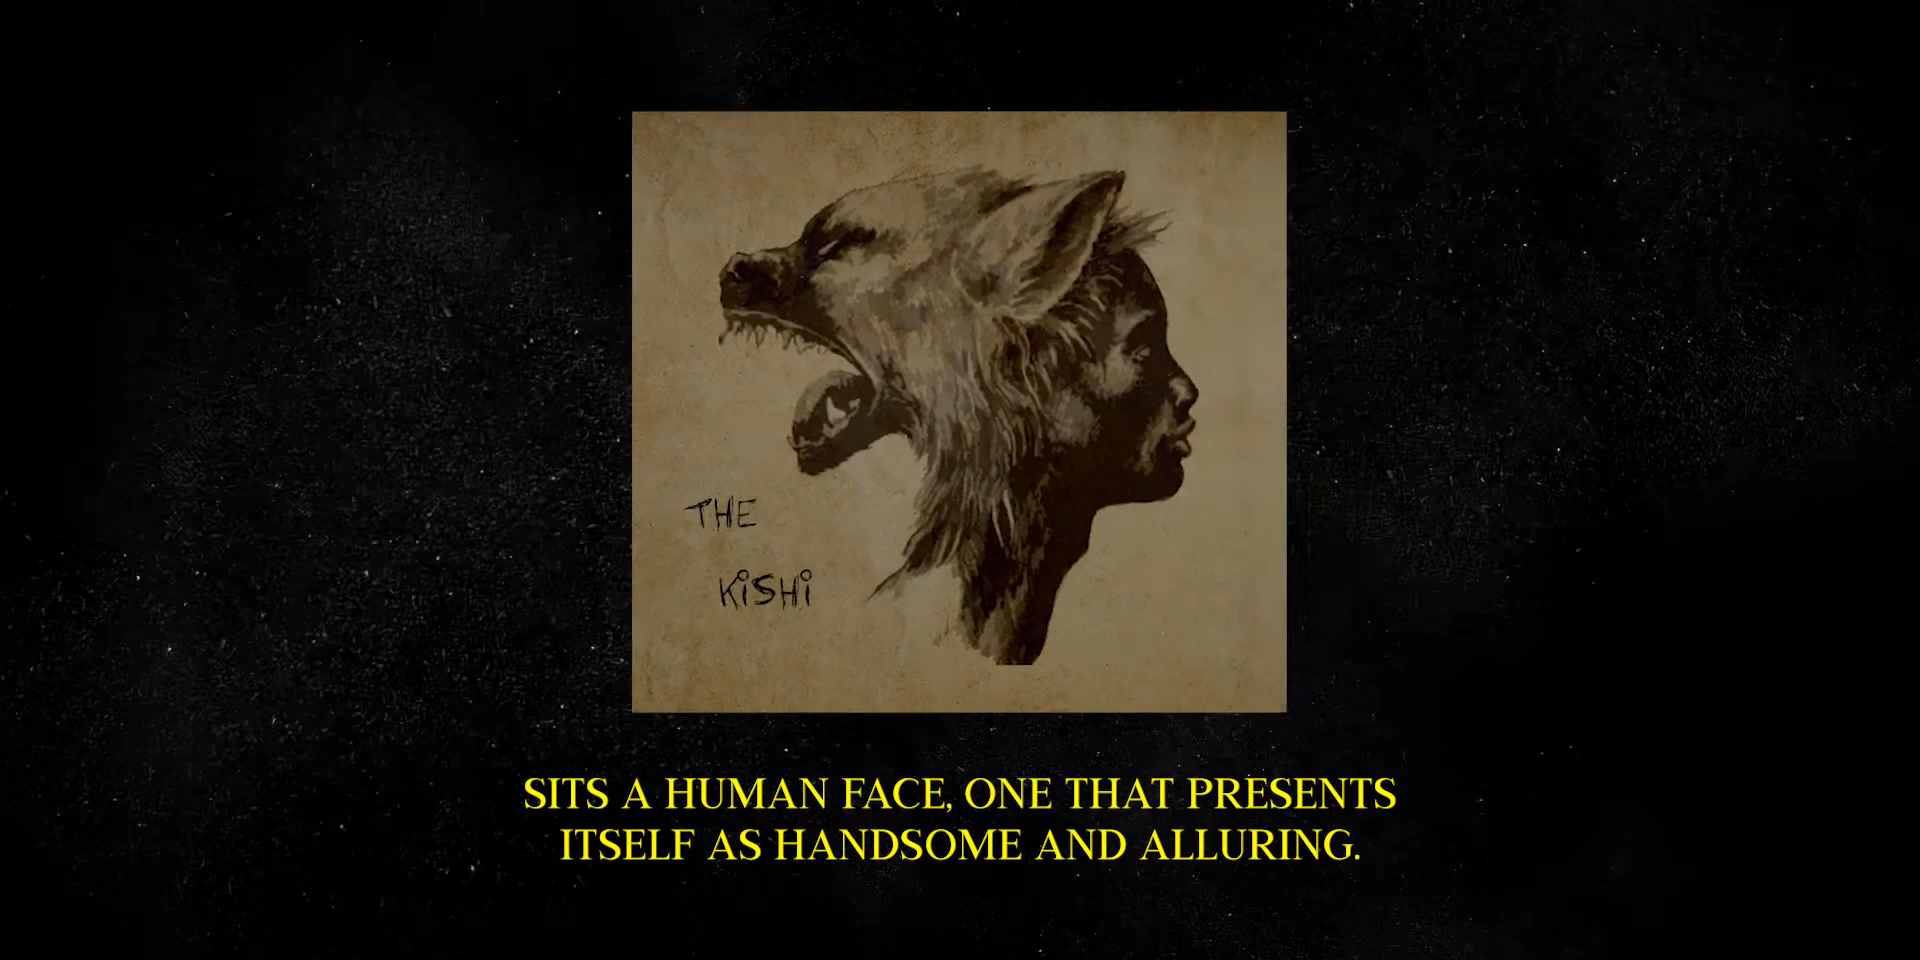 THE
KiSHi
SITS A HUMAN FACE, ONE THAT PRESENTS
ITSELF AS HANDSOME AND ALLURING.